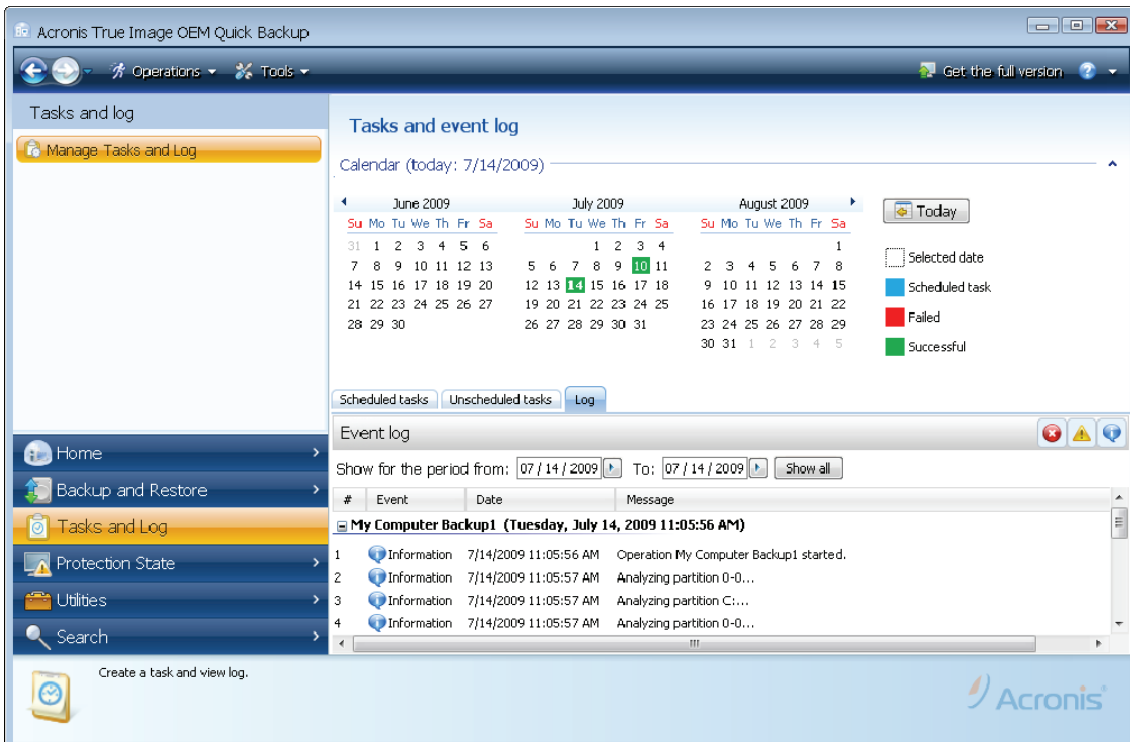 Acronis True Image OEM Quick Backup
Operations Tools Get the full version
Tasks and log
Manage Tasks and Log
Tasks and event log
Calendar (today: 7/14/2009)
June 2009 July 2009 August 2009
Su Mo Tu We Th Fr Sa Su Mo Tu We Th Fr Sa Su Mo Tu We Th Fr Sa
31 1 2 3 4 5 6 1 2 3 4 1
7 8 9 10 11 12 13 5 6 7 8 9 10 11 2 3 4 5 6 7 8
14 15 16 17 18 19 20 12 13 14 15 16 17 18 9 10 11 12 13 14 15
21 22 23 24 25 26 27 19 20 21 22 23 24 25 16 17 18 19 20 21 22
28 29 30 26 27 28 29 30 31 23 24 25 26 27 28 29
30 31 1 2 3 4 5
Today
Selected date
Scheduled task
Failed
Successful
Scheduled tasks Unscheduled tasks Log
Event log
Show for the period from: 07 / 14 / 2009 To: 07 / 14 / 2009 Show all
# Event Date Message
My Computer Backup1 (Tuesday, July 14, 2009 11:05:56 AM)
1 Information 7/14/2009 11:05:56 AM Operation My Computer Backup1 started.
2 Information 7/14/2009 11:05:57 AM Analyzing partition 0-0...
3 Information 7/14/2009 11:05:57 AM Analyzing partition C:...
4 Information 7/14/2009 11:05:57 AM Analyzing partition 0-0...
Home
Backup and Restore
Tasks and Log
Protection State
Utilities
Search
Create a task and view log.
Acronis